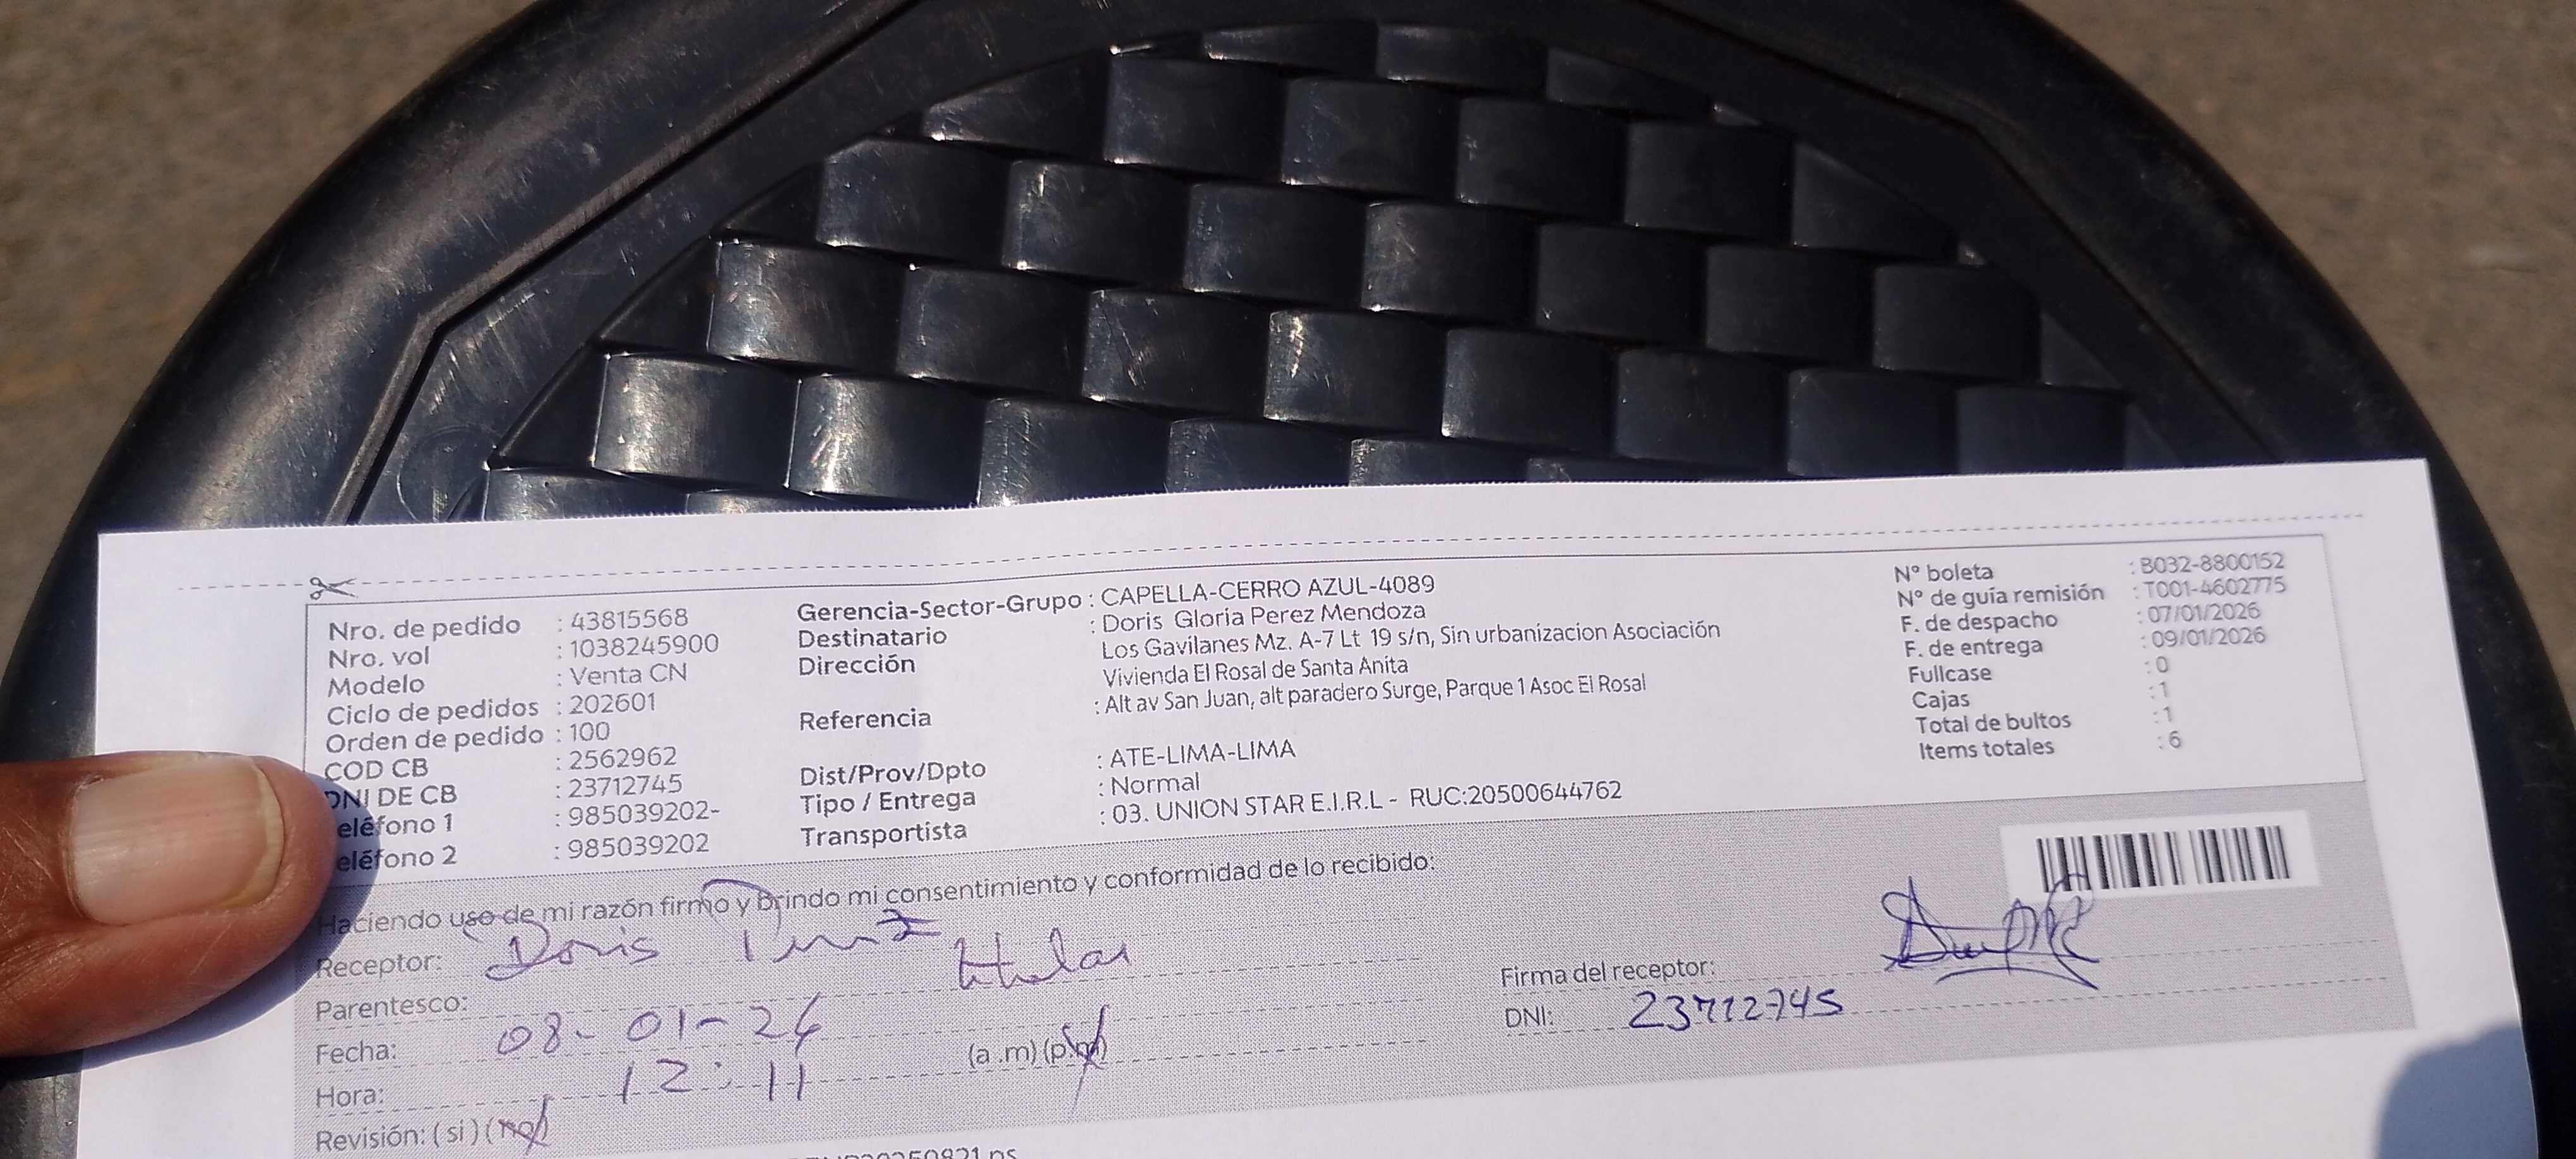 Nro. de pedido : 43815568
Nro. vol : 1038245900
Modelo : Venta CN
Ciclo de pedidos : 202601
Orden de pedido : 100
COD CB : 2562962
DNI DE CB : 23712745
eléfono 1 : 985039202-
eléfono 2 : 985039202
Gerencia-Sector-Grupo : CAPELLA-CERRO AZUL-4089
Destinatario : Doris Gloria Perez Mendoza
Dirección Los Gavilanes Mz. A-7 Lt 19 s/n, Sin urbanizacion Asociación
Vivienda El Rosal de Santa Anita
Referencia : Alt av San Juan, alt paradero Surge, Parque 1 Asoc El Rosal
Dist/Prov/Dpto : ATE-LIMA-LIMA
Tipo / Entrega : Normal
Transportista : 03. UNION STAR E.I.R.L - RUC:20500644762
N° boleta : B032-8800152
N° de guía remisión : T001-4602775
F. de despacho : 07/01/2026
F. de entrega : 09/01/2026
Fullcase : 0
Cajas : 1
Total de bultos : 1
Items totales : 6
Haciendo uso de mi razón firmo y brindo mi consentimiento y conformidad de lo recibido:
Receptor: Doris
Parentesco: titular
Fecha: 08-01-26
Hora: 12:11 (a.m) (p.m)
Revisión: (si) (no)
Firma del receptor:
DNI: 23712745